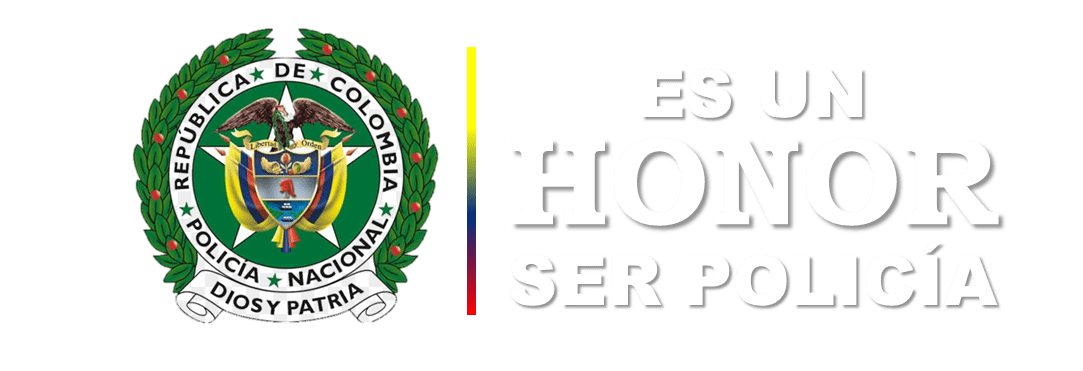 REPÚBLICA DE COLOMBIA
Libertad y Orden
POLICÍA NACIONAL
DIOS Y PATRIA
ES UN
HONOR
SER POLICÍA